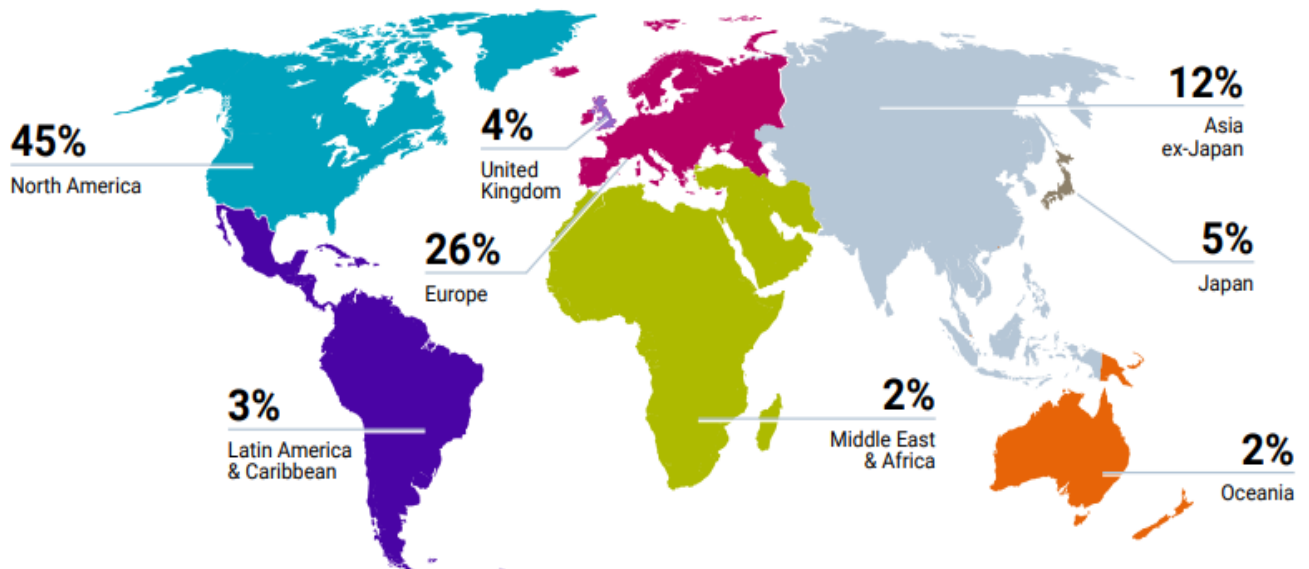 45%
North America
4%
United
Kingdom
26%
Europe
12%
Asia
ex-Japan
5%
Japan
3%
Latin America
& Caribbean
2%
Middle East
& Africa
2%
Oceania